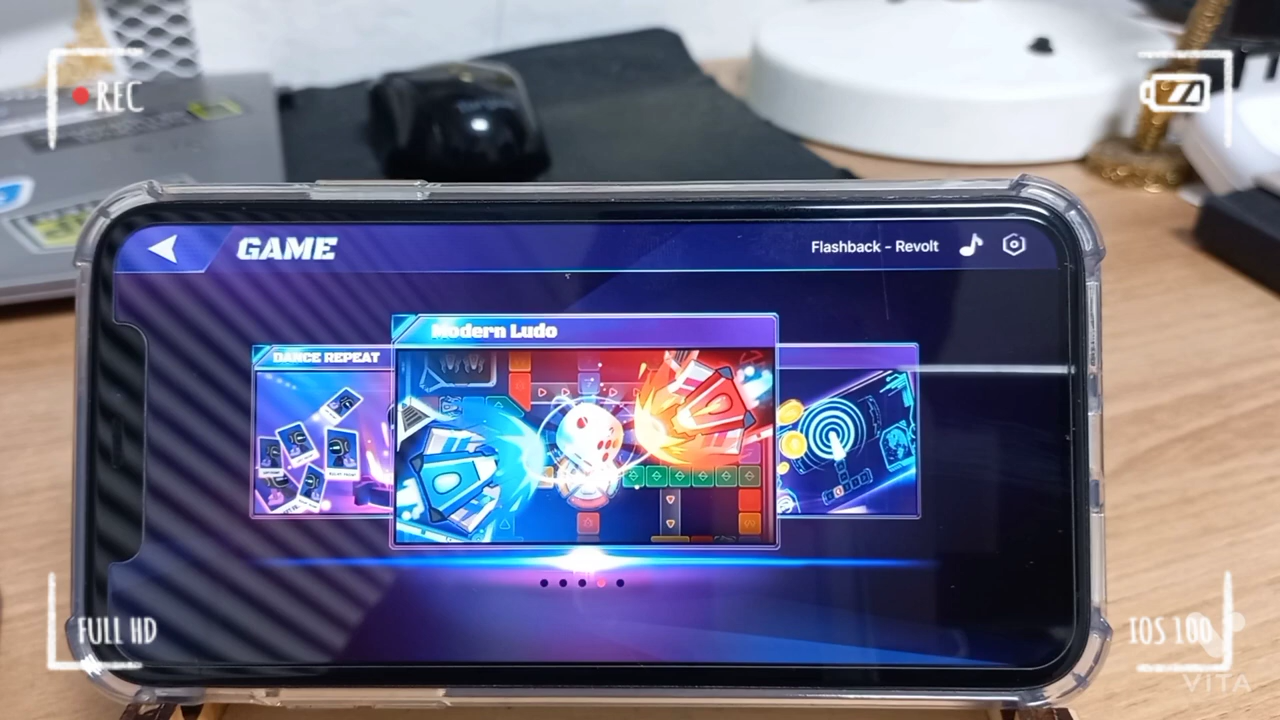 REC
GAME
Flashback - Revolt
Modern Ludo
DANCE REPEAT
FULL HD
IOS 100
VITA